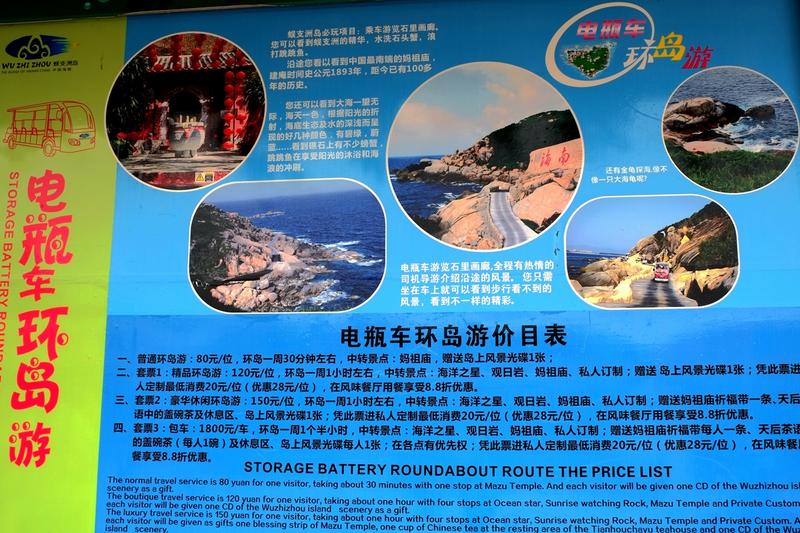 WU ZHI ZHOU 蜈支洲岛
电瓶车环岛游
STORAGE BATTERY ROUND
蜈支洲岛必玩项目：乘车游览石里画廊，
您可以看到蜈支洲的精华，水洗石头蟹，浪
打跳跳鱼。
沿途您看以看到中国最南端的妈祖庙，
建庙时间史公元1893年，距今已有100多
年的历史。
您还可以看到大海一望无
际，海天一色，根据阳光的折
射，海底生态及水的深浅而呈
现的好几种颜色，有碧绿，蔚
蓝……看到礁石上有不少螃蟹，
跳跳鱼在享受阳光的沐浴和海
浪的冲刷。
电瓶车
环岛游
海南
还有金龟探海,像不
像一只大海龟呢?
电瓶车游览石里画廊,全程有热情的
司机导游介绍沿途的风景。 您只需
坐在车上就可以看到步行看不到的
风景，看到不一样的精彩。
电瓶车环岛游价目表
一、普通环岛游：80元/位，环岛一周30分钟左右，中转景点：妈祖庙，赠送岛上风景光碟1张；
二、套票1：精品环岛游：120元/位，环岛一周1小时左右，中转景点：海洋之星、观日岩、妈祖庙、私人订制；赠送 岛上风景光碟1张；凭此票进
人定制最低消费20元/位（优惠28元/位），在风味餐厅用餐享受8.8折优惠。
三、套票2：豪华休闲环岛游：150元/位，环岛一周1小时左右，中转景点：海洋之星、观日岩、妈祖庙、私人订制；赠送妈祖庙祈福带一条、天后
语中的盖碗茶及休息区、岛上风景光碟1张；凭此票进私人定制最低消费20元/位（优惠28元/位），在风味餐厅用餐享受8.8折优惠。
四、套票3：包车：1800元/车，环岛一周1个半小时，中转景点：海洋之星、观日岩、妈祖庙、私人订制；赠送妈祖庙祈福带每人一条、天后茶语
的盖碗茶（每人1碗）及休息区、岛上风景光碟每人1张；在各点有优先权；凭此票进私人定制最低消费20元/位（优惠28元/位），在风味餐
餐享受8.8折优惠。
STORAGE BATTERY ROUNDABOUT ROUTE THE PRICE LIST
The normal travel service is 80 yuan for one visitor, taking about 30 minutes with one stop at Mazu Temple. And each visitor will be given one CD of the Wuzhizhou isl
scenery as a gift.
The boutique travel service is 120 yuan for one visitor, taking about one hour with four stops at Ocean star, Sunrise watching Rock, Mazu Temple and Private Custom
each visitor will be given one CD of the Wuzhizhou island scenery as a gift.
The luxury travel service is 150 yuan for one visitor, taking about one hour with four stops at Ocean star, Sunrise watching Rock, Mazu Temple and Private Custom. A
each visitor will be given as gifts one blessing strip of Mazu Temple, one cup of Chinese tea at the resting area of the Tianhouchayu teahouse and one CD of the Wuzh
island scenery.